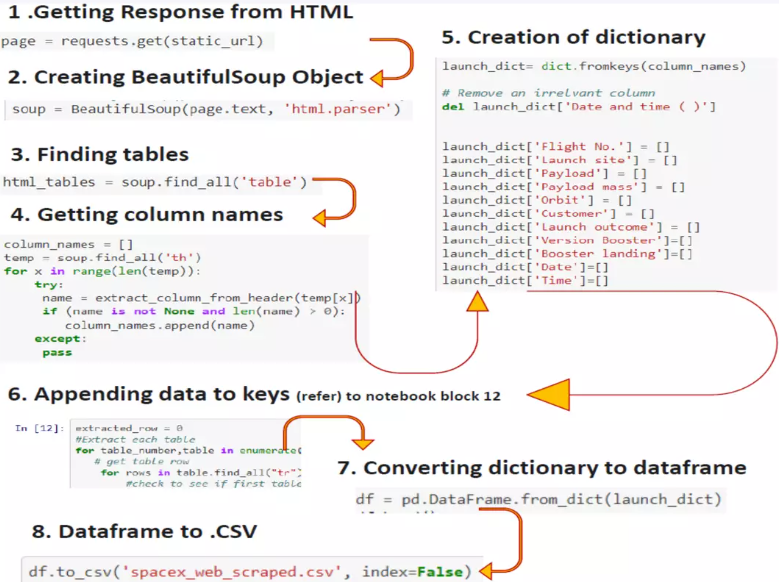 1 .Getting Response from HTML
page = requests.get(static_url)
2. Creating BeautifulSoup Object
soup = BeautifulSoup(page.text, 'html.parser')
3. Finding tables
html_tables = soup.find_all('table')
4. Getting column names
column_names = []
temp = soup.find_all('th')
for x in range(len(temp)):
try:
name = extract_column_from_header(temp[x])
if (name is not None and len(name) > 0):
column_names.append(name)
except:
pass
5. Creation of dictionary
launch_dict= dict.fromkeys(column_names)
# Remove an irrelvant column
del launch_dict['Date and time ( )']
launch_dict['Flight No.'] = []
launch_dict['Launch site'] = []
launch_dict['Payload'] = []
launch_dict['Payload mass'] = []
launch_dict['Orbit'] = []
launch_dict['Customer'] = []
launch_dict['Launch outcome'] = []
launch_dict['Version Booster']=[]
launch_dict['Booster landing']=[]
launch_dict['Date']=[]
launch_dict['Time']=[]
6. Appending data to keys (refer) to notebook block 12
In [12]: extracted_row = 0
#Extract each table
for table_number,table in enumerate(
# get table row
for rows in table.find_all("tr")
#check to see if first table
7. Converting dictionary to dataframe
df = pd.DataFrame.from_dict(launch_dict)
8. Dataframe to .CSV
df.to_csv('spacex_web_scraped.csv', index=False)